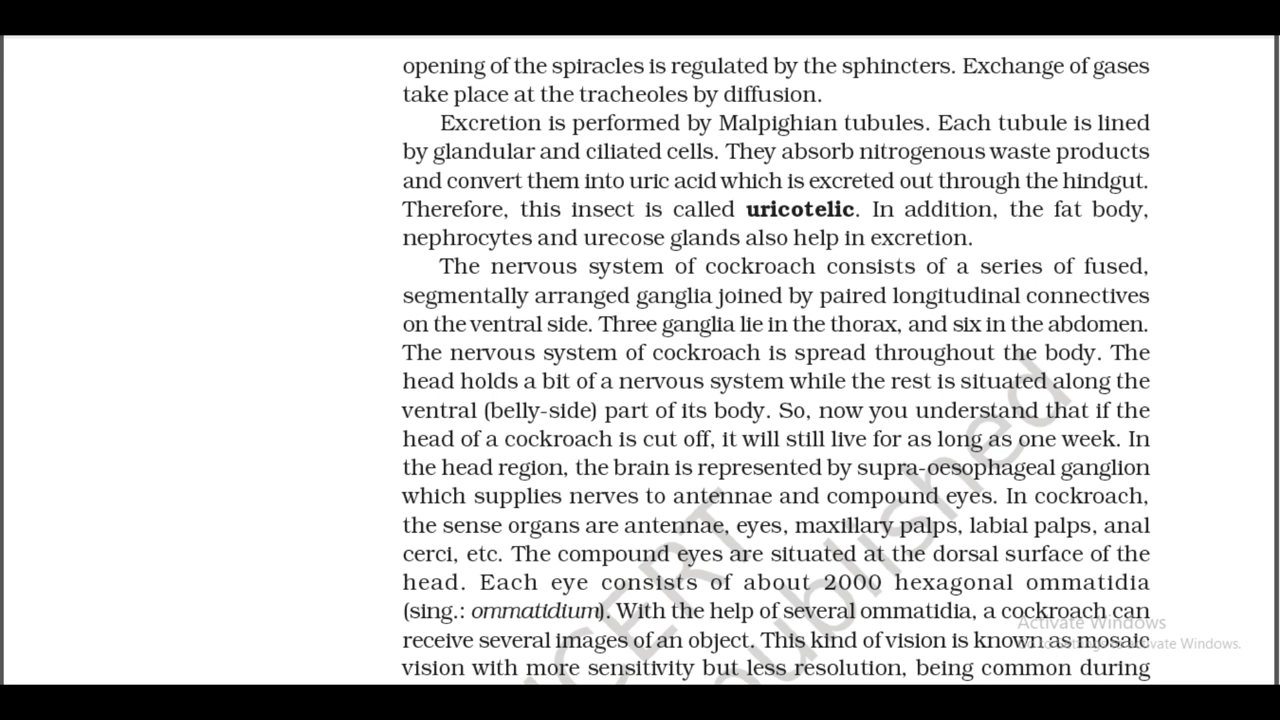 opening of the spiracles is regulated by the sphincters. Exchange of gases
take place at the tracheoles by diffusion.
Excretion is performed by Malpighian tubules. Each tubule is lined
by glandular and ciliated cells. They absorb nitrogenous waste products
and convert them into uric acid which is excreted out through the hindgut.
Therefore, this insect is called uricotelic. In addition, the fat body,
nephrocytes and urecose glands also help in excretion.
The nervous system of cockroach consists of a series of fused,
segmentally arranged ganglia joined by paired longitudinal connectives
on the ventral side. Three ganglia lie in the thorax, and six in the abdomen.
The nervous system of cockroach is spread throughout the body. The
head holds a bit of a nervous system while the rest is situated along the
ventral (belly-side) part of its body. So, now you understand that if the
head of a cockroach is cut off, it will still live for as long as one week. In
the head region, the brain is represented by supra-oesophageal ganglion
which supplies nerves to antennae and compound eyes. In cockroach,
the sense organs are antennae, eyes, maxillary palps, labial palps, anal
cerci, etc. The compound eyes are situated at the dorsal surface of the
head. Each eye consists of about 2000 hexagonal ommatidia
(sing.: ommatidium). With the help of several ommatidia, a cockroach can
receive several images of an object. This kind of vision is known as mosaic
vision with more sensitivity but less resolution, being common during
Activate Windows
to activate Windows.